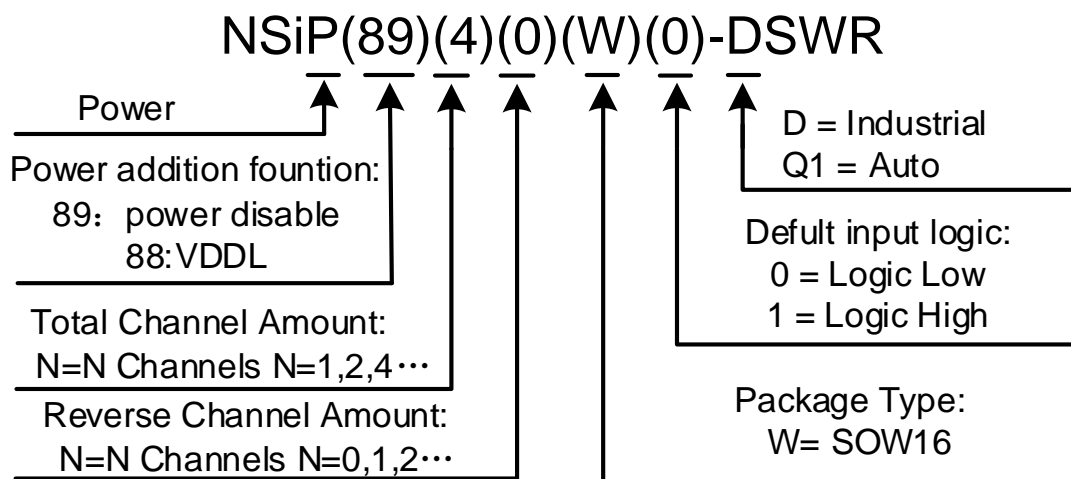 NSiP(89)(4)(0)(W)(0)-DSWR
Power
Power addition fountion:
89：power disable
88:VDDL
Total Channel Amount:
N=N Channels N=1,2,4…
Reverse Channel Amount:
N=N Channels N=0,1,2…
D = Industrial
Q1 = Auto
Defult input logic:
0 = Logic Low
1 = Logic High
Package Type:
W= SOW16